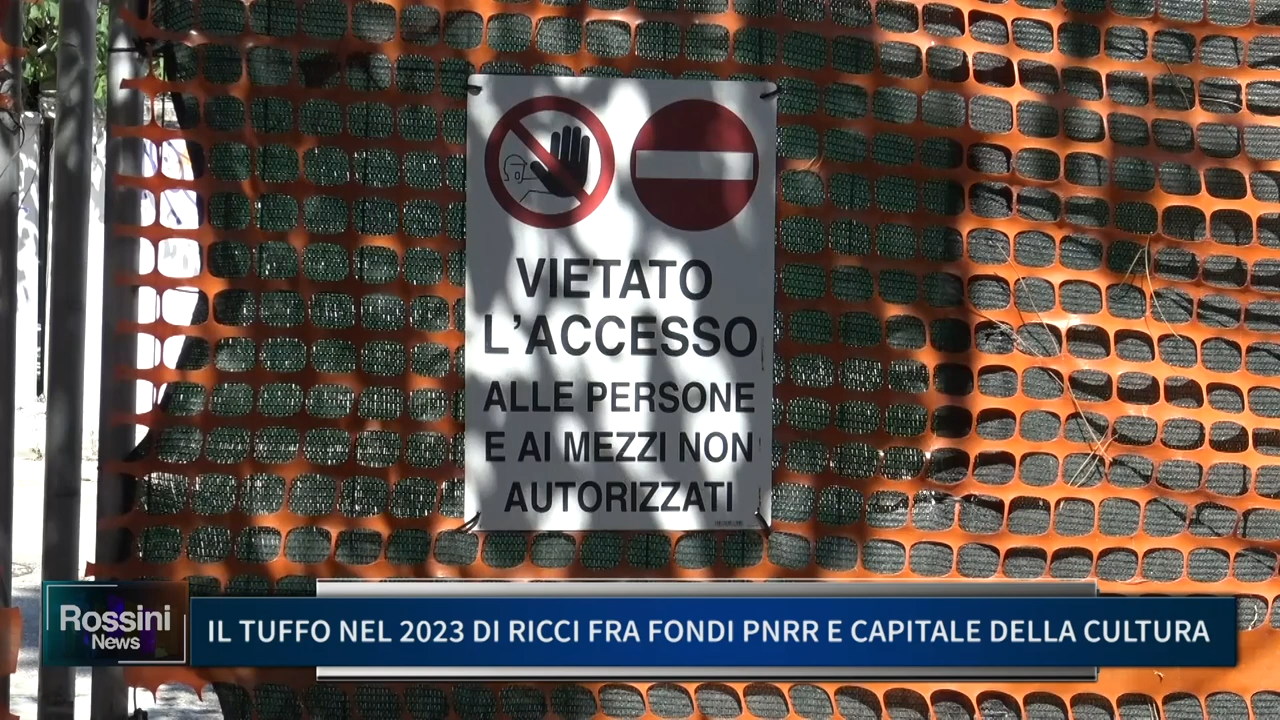 VIETATO
L'ACCESSO
ALLE PERSONE
E AI MEZZI NON
AUTORIZZATI
Rossini
News
IL TUFFO NEL 2023 DI RICCI FRA FONDI PNRR E CAPITALE DELLA CULTURA